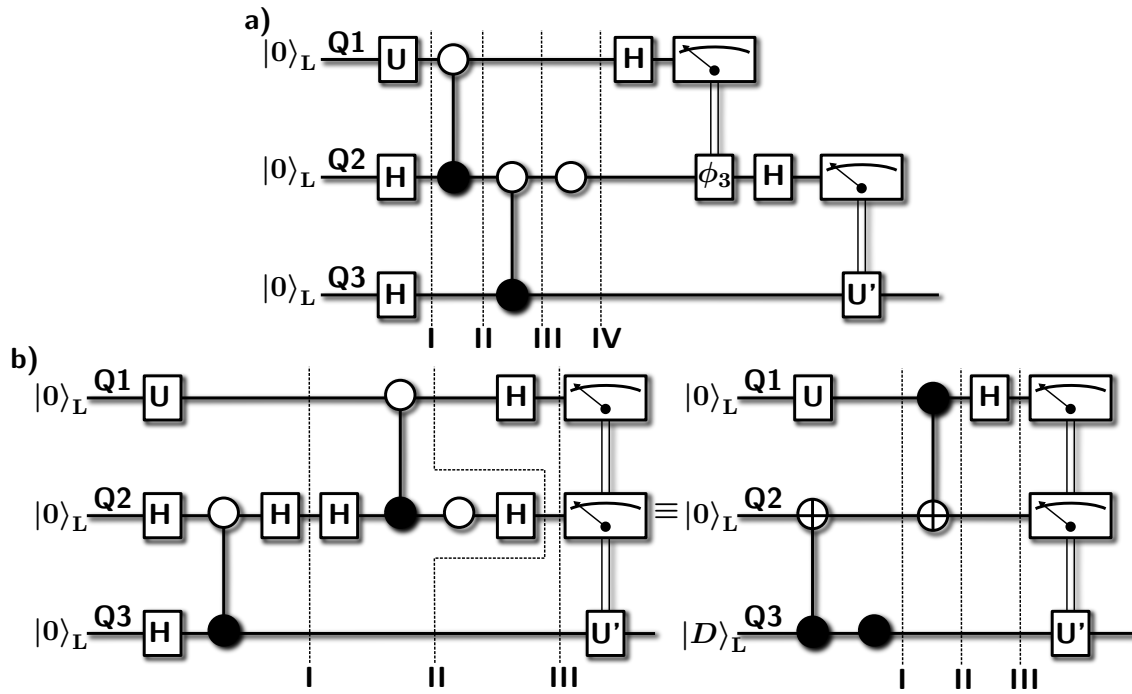 a)
|0⟩L Q1 U H
|0⟩L Q2 H ϕ3 H
|0⟩L Q3 H U'
I II III IV
b)
|0⟩L Q1 U H |0⟩L Q1 U H
|0⟩L Q2 H H H H ≡ |0⟩L Q2
|0⟩L Q3 H U' |D⟩L Q3 U'
I II III I II III